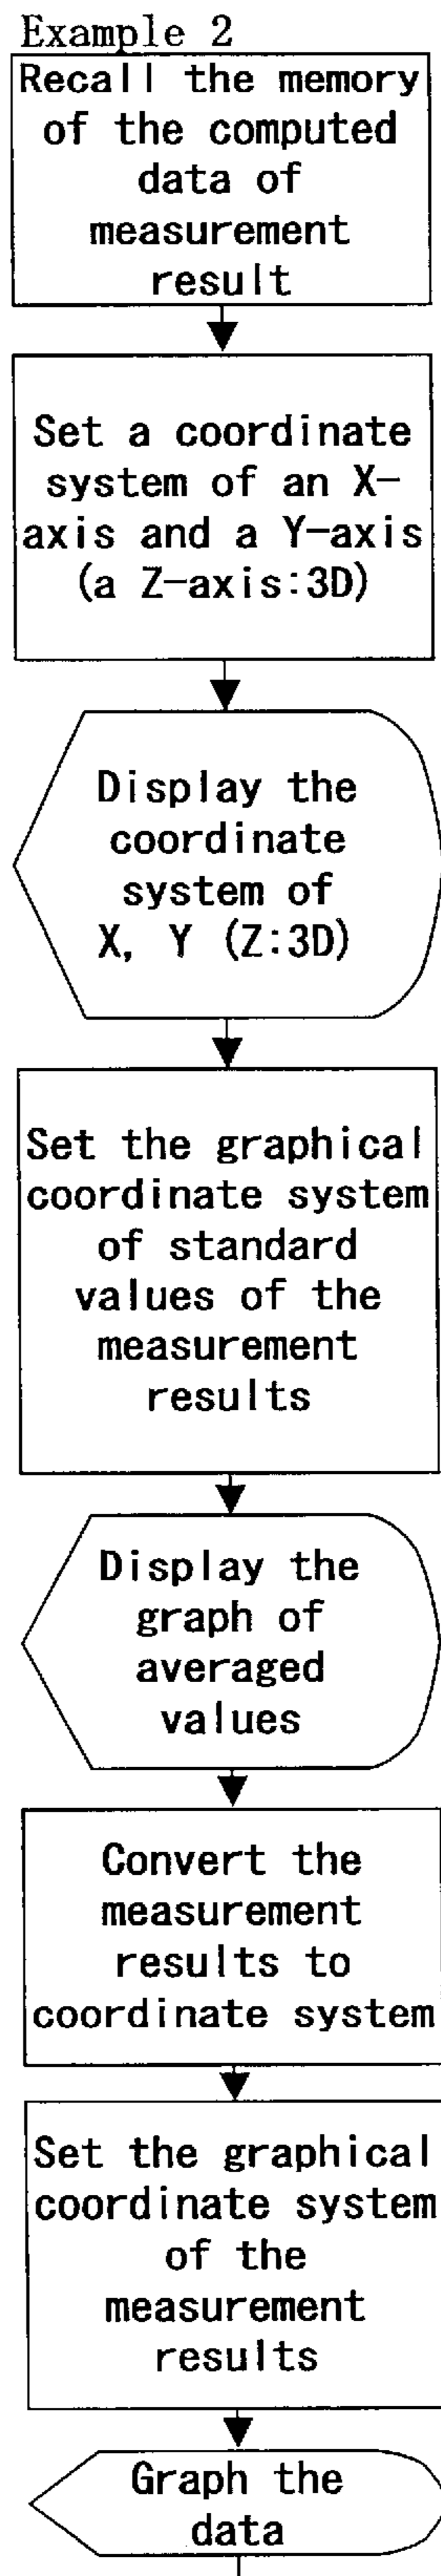 Example 2
Recall the memory
of the computed
data of
measurement
result
Set a coordinate
system of an X-
axis and a Y-axis
(a Z-axis:3D)
Display the
coordinate
system of
X, Y (Z:3D)
Set the graphical
coordinate system
of standard
values of the
measurement
results
Display the
graph of
averaged
values
Convert the
measurement
results to
coordinate system
Set the graphical
coordinate system
of the
measurement
results
Graph the
data